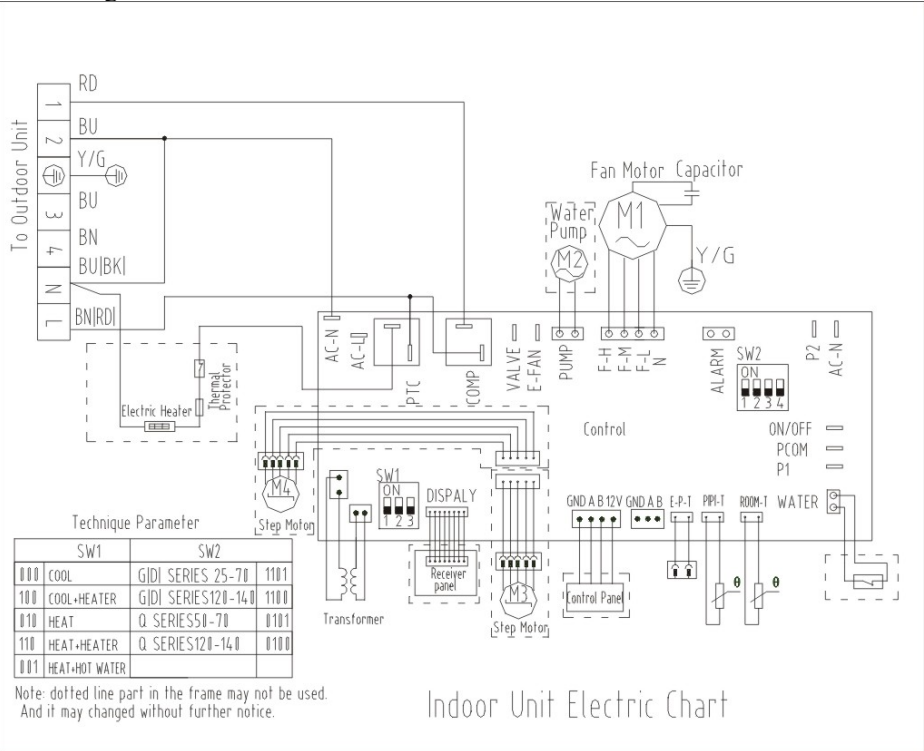 RD
BU
Y/G
BU
BN
BU(BK)
BN(RD)
To Outdoor Unit
1
2
3
4
N
L
Fan Motor Capacitor
M1
Y/G
Water
Pump
M2
Thermal
Protector
Electric Heater
AC-N
AC-L
PTC
COMP
VALVE
E-FAN
PUMP
F-H
F-M
F-L
N
ALARM
SW2
ON
1 2 3 4
P2
AC-N
Control
ON/OFF
PCOM
P1
WATER
M4
Step Motor
SW1
ON
1 2 3
DISPALY
Receiver
panel
Transformer
M3
Step Motor
GND A B 12V
GND A B
E-P-T
PIPI-T
ROOM-T
Control Panel
θ
θ
Technique Parameter
SW1 SW2
000 COOL G(D) SERIES 25-70 1101
100 COOL+HEATER G(D) SERIES120-140 1100
010 HEAT Q SERIES50-70 0101
110 HEAT+HEATER Q SERIES120-140 0100
001 HEAT+HOT WATER
Note: dotted line part in the frame may not be used.
And it may changed without further notice.
Indoor Unit Electric Chart